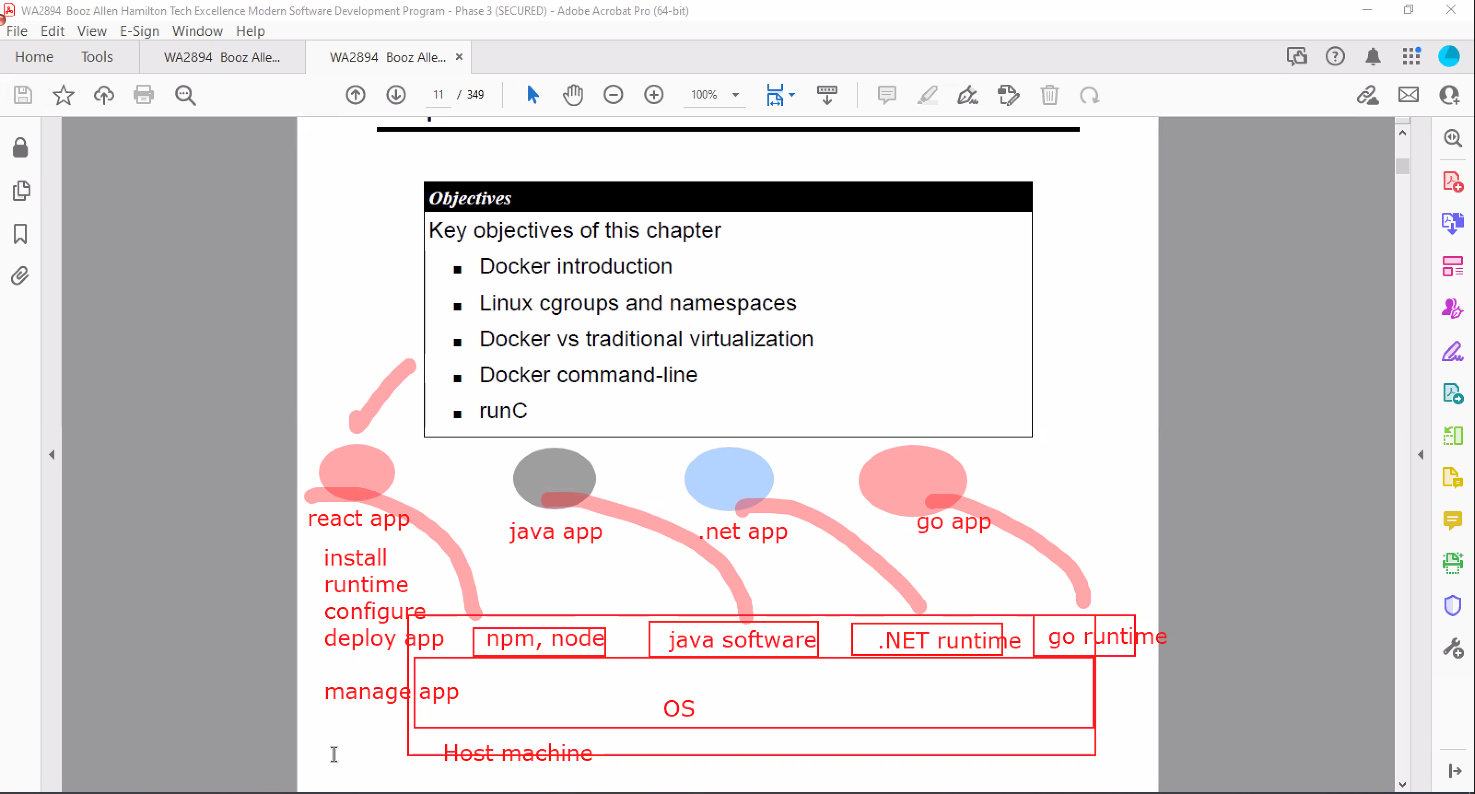 WA2894 Booz Allen Hamilton Tech Excellence Modern Software Development Program - Phase 3 (SECURED) - Adobe Acrobat Pro (64-bit)
File Edit View E-Sign Window Help
Home Tools WA2894 Booz Alle... WA2894 Booz Alle... ×
11 / 349 100%
Objectives
Key objectives of this chapter
▪ Docker introduction
▪ Linux cgroups and namespaces
▪ Docker vs traditional virtualization
▪ Docker command-line
▪ runC
react app
java app
.net app
go app
install
runtime
configure
deploy app
npm, node
java software
.NET runtime
go runtime
manage app
OS
Host machine